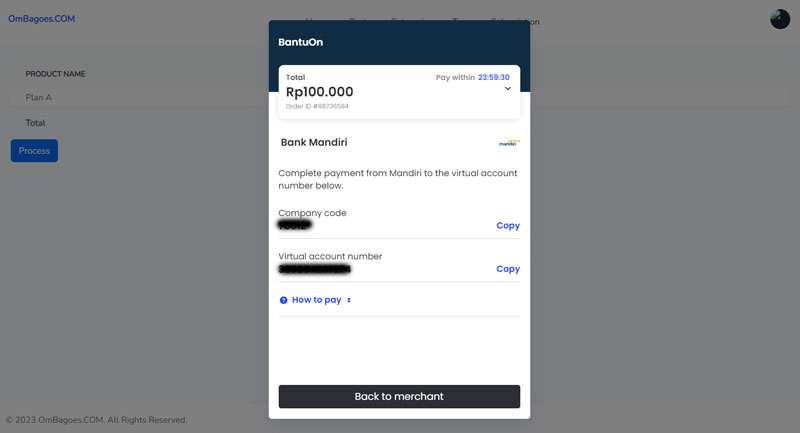 OmBagoes.COM
BantuOn
PRODUCT NAME
Plan A
Total
Process
Total
Pay within 23:59:30
Rp100.000
Order ID #98736584
Bank Mandiri
mandiri
Complete payment from Mandiri to the virtual account
number below.
Company code
Copy
Virtual account number
Copy
How to pay
Back to merchant
© 2023 OmBagoes.COM. All Rights Reserved.